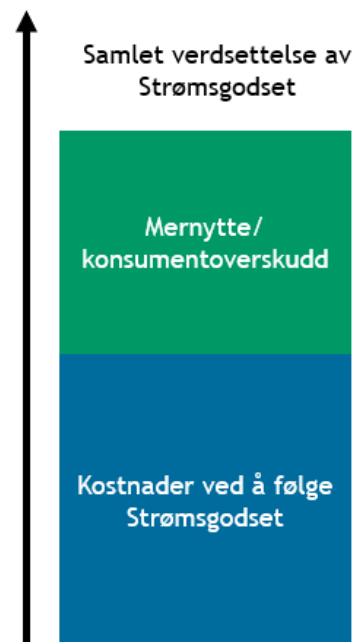 Samlet verdsettelse av
Strømsgodset
Mernytte/
konsumentoverskudd
Kostnader ved å følge
Strømsgodset